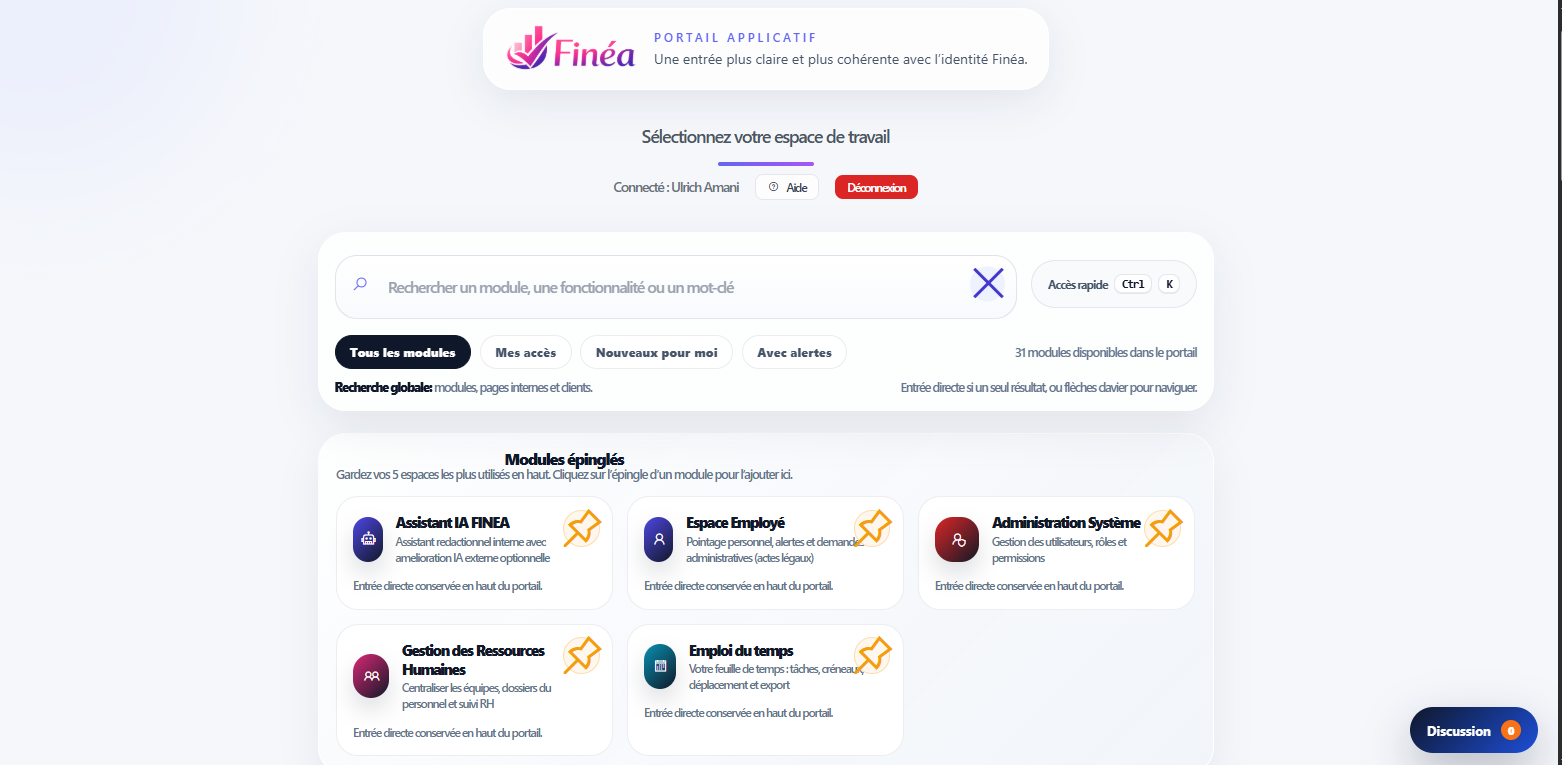 Finéa
PORTAIL APPLICATIF
Une entrée plus claire et plus cohérente avec l’identité Finéa.
Sélectionnez votre espace de travail
Connecté : Ulrich Amani
Aide
Déconnexion
Rechercher un module, une fonctionnalité ou un mot-clé
Accès rapide Ctrl K
Tous les modules
Mes accès
Nouveaux pour moi
Avec alertes
31 modules disponibles dans le portail
Recherche globale: modules, pages internes et clients.
Entrée directe si un seul résultat, ou flèches clavier pour naviguer.
Modules épinglés
Gardez vos 5 espaces les plus utilisés en haut. Cliquez sur l’épingle d’un module pour l’ajouter ici.
Assistant IA FINEA
Assistant redactionnel interne avec
amelioration IA externe optionnelle
Entrée directe conservée en haut du portail.
Espace Employé
Pointage personnel, alertes et demandes
administratives (actes légaux)
Entrée directe conservée en haut du portail.
Administration Système
Gestion des utilisateurs, rôles et
permissions
Entrée directe conservée en haut du portail.
Gestion des Ressources
Humaines
Centraliser les équipes, dossiers du
personnel et suivi RH
Entrée directe conservée en haut du portail.
Emploi du temps
Votre feuille de temps : tâches, créneaux,
déplacement et export
Entrée directe conservée en haut du portail.
Discussion 0